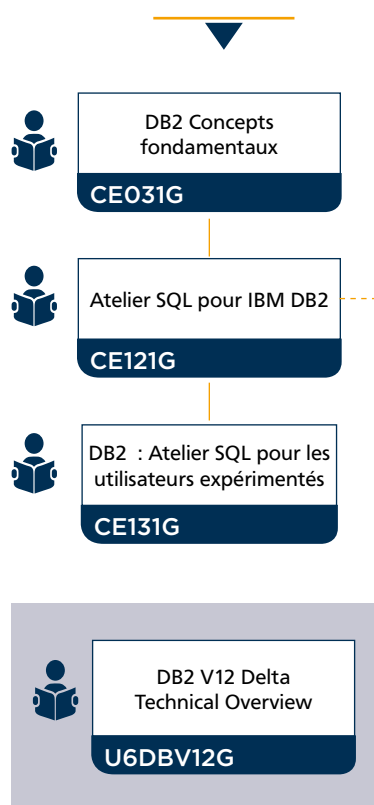 DB2 Concepts
fondamentaux
CE031G
Atelier SQL pour IBM DB2
CE121G
DB2 : Atelier SQL pour les
utilisateurs expérimentés
CE131G
DB2 V12 Delta
Technical Overview
U6DBV12G